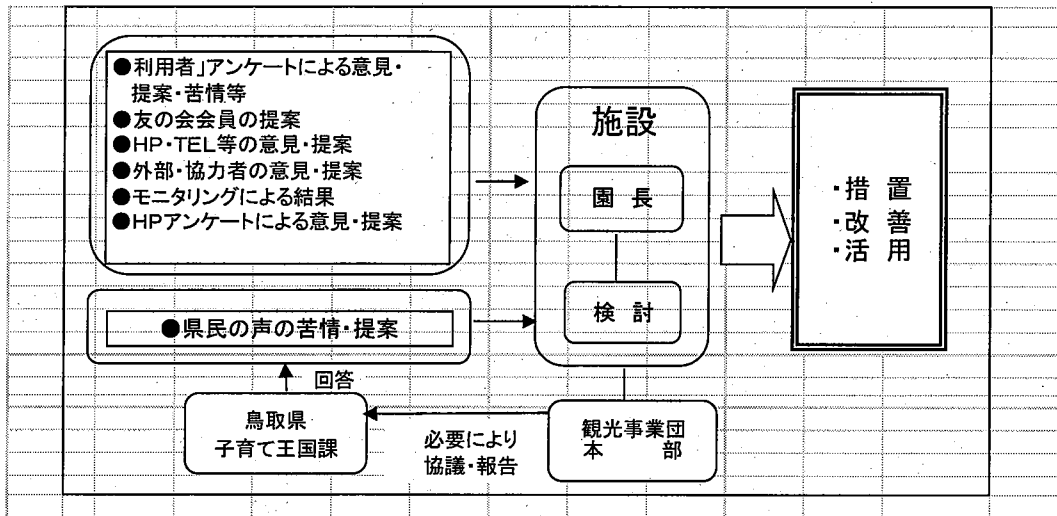 ●利用者」アンケートによる意見・
提案・苦情等
●友の会会員の提案
●HP・TEL等の意見・提案
●外部・協力者の意見・提案
●モニタリングによる結果
●HPアンケートによる意見・提案
●県民の声の苦情・提案
回答
鳥取県
子育て王国課
必要により
協議・報告
施設
園長
検討
観光事業団
本部
・措置
・改善
・活用